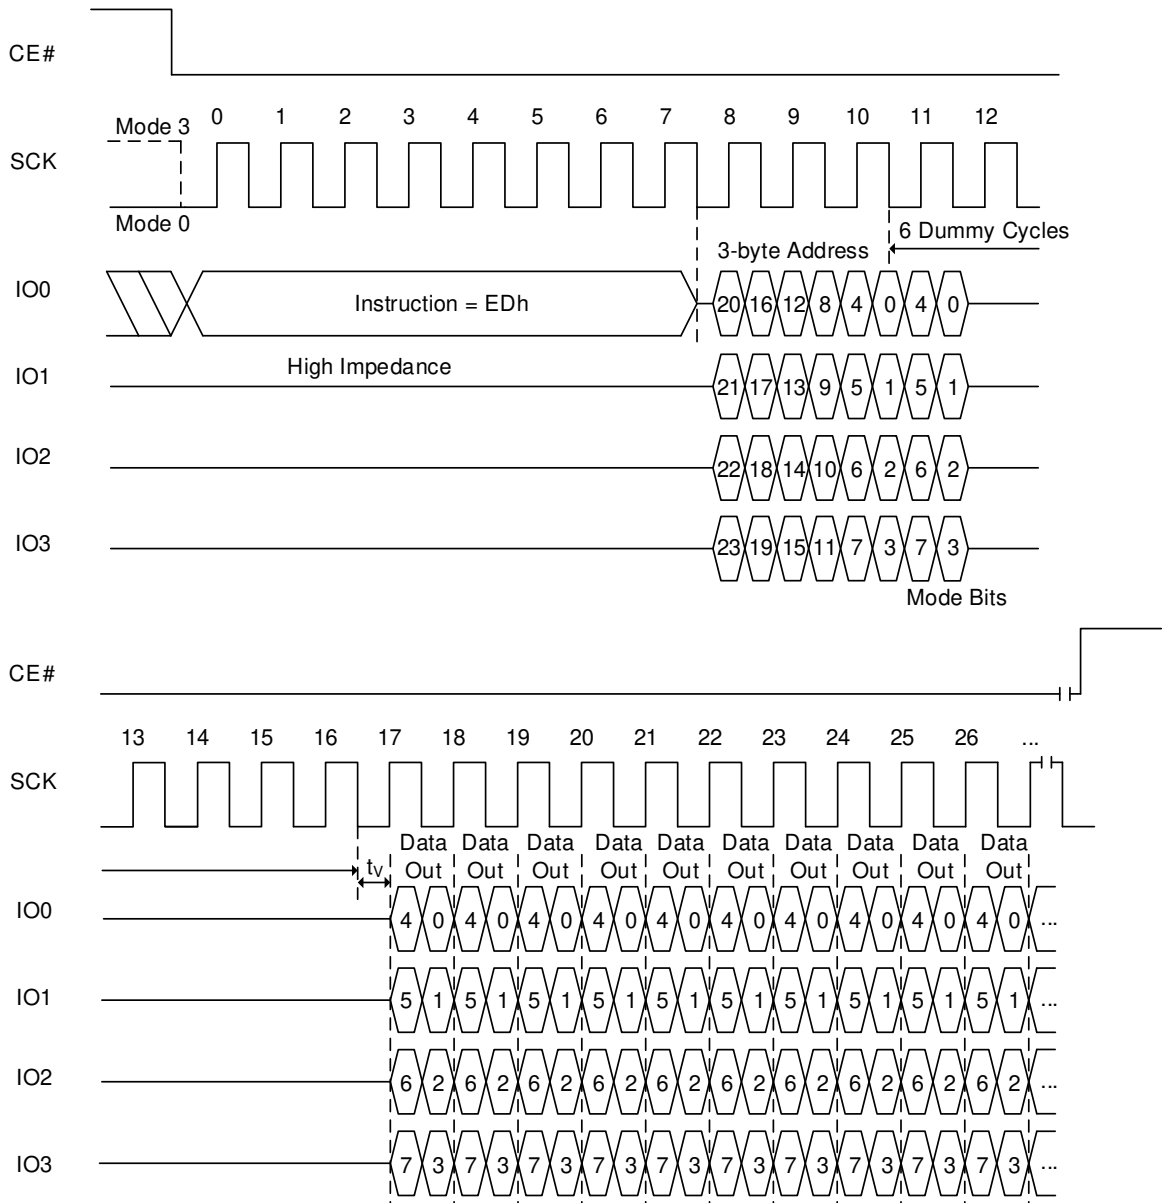 CE#
Mode 3
0 1 2 3 4 5 6 7 8 9 10 11 12
SCK
Mode 0
6 Dummy Cycles
3-byte Address
IO0
Instruction = EDh
20 16 12 8 4 0 4 0
High Impedance
IO1
21 17 13 9 5 1 5 1
IO2
22 18 14 10 6 2 6 2
IO3
23 19 15 11 7 3 7 3
Mode Bits
CE#
13 14 15 16 17 18 19 20 21 22 23 24 25 26 ...
SCK
Data Data Data Data Data Data Data Data Data Data
tV Out Out Out Out Out Out Out Out Out Out
IO0
4 0 4 0 4 0 4 0 4 0 4 0 4 0 4 0 4 0 4 0 ...
IO1
5 1 5 1 5 1 5 1 5 1 5 1 5 1 5 1 5 1 5 1 ...
IO2
6 2 6 2 6 2 6 2 6 2 6 2 6 2 6 2 6 2 6 2 ...
IO3
7 3 7 3 7 3 7 3 7 3 7 3 7 3 7 3 7 3 7 3 ...